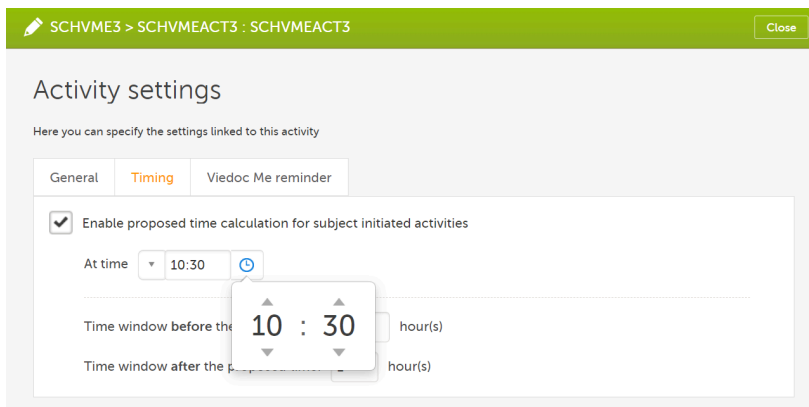 SCHVME3 > SCHVMEACT3 : SCHVMEACT3
Close
Activity settings
Here you can specify the settings linked to this activity
General Timing Viedoc Me reminder
Enable proposed time calculation for subject initiated activities
At time 10:30
10 : 30
Time window before the hour(s)
Time window after the hour(s)